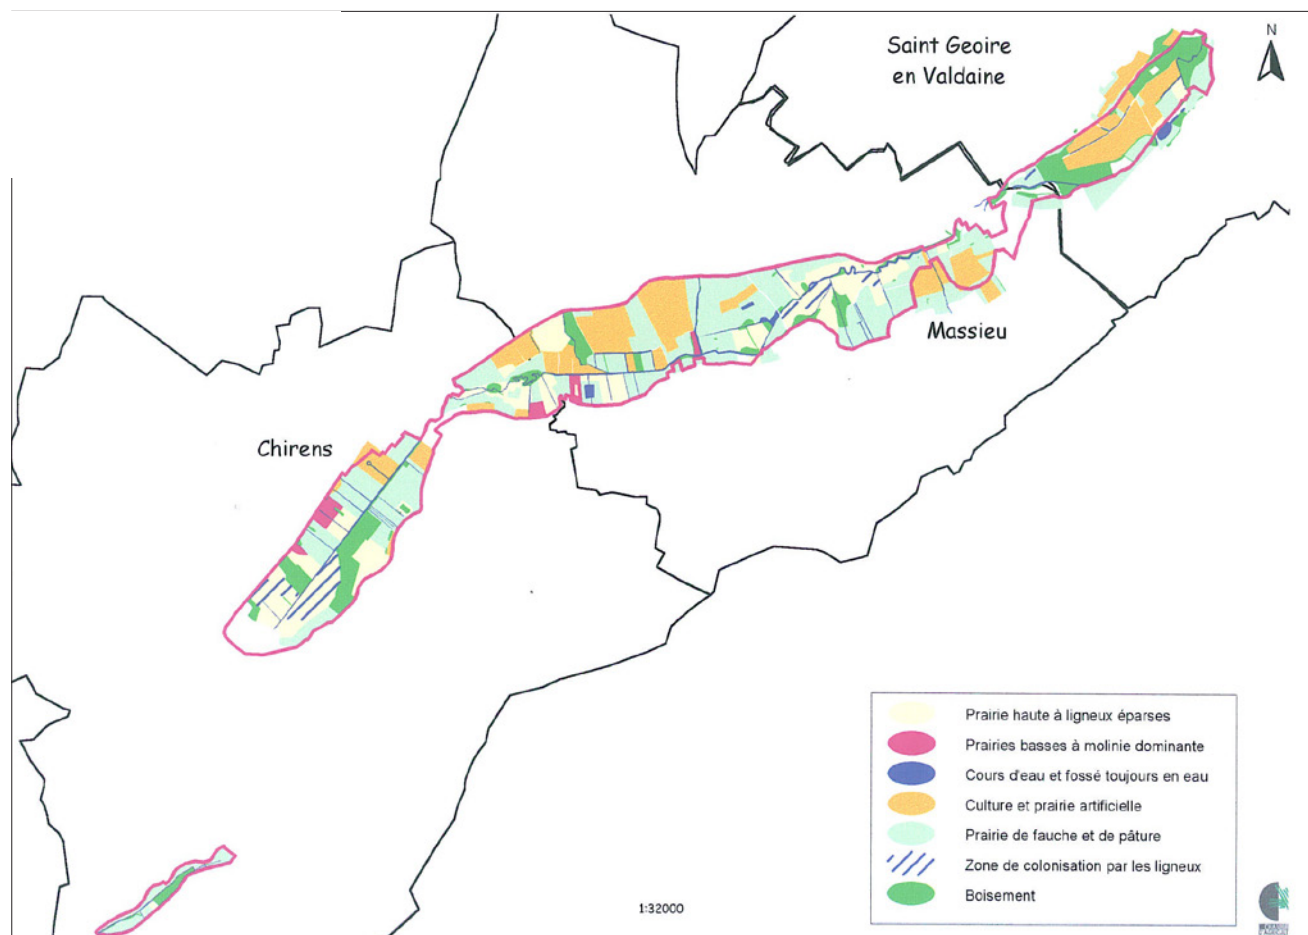 Saint Geoire
en Valdaine
N
Massieu
Chirens
Prairie haute à ligneux éparses
Prairies basses à molinie dominante
Cours d'eau et fossé toujours en eau
Culture et prairie artificielle
Prairie de fauche et de pâture
Zone de colonisation par les ligneux
Boisement
1:32000